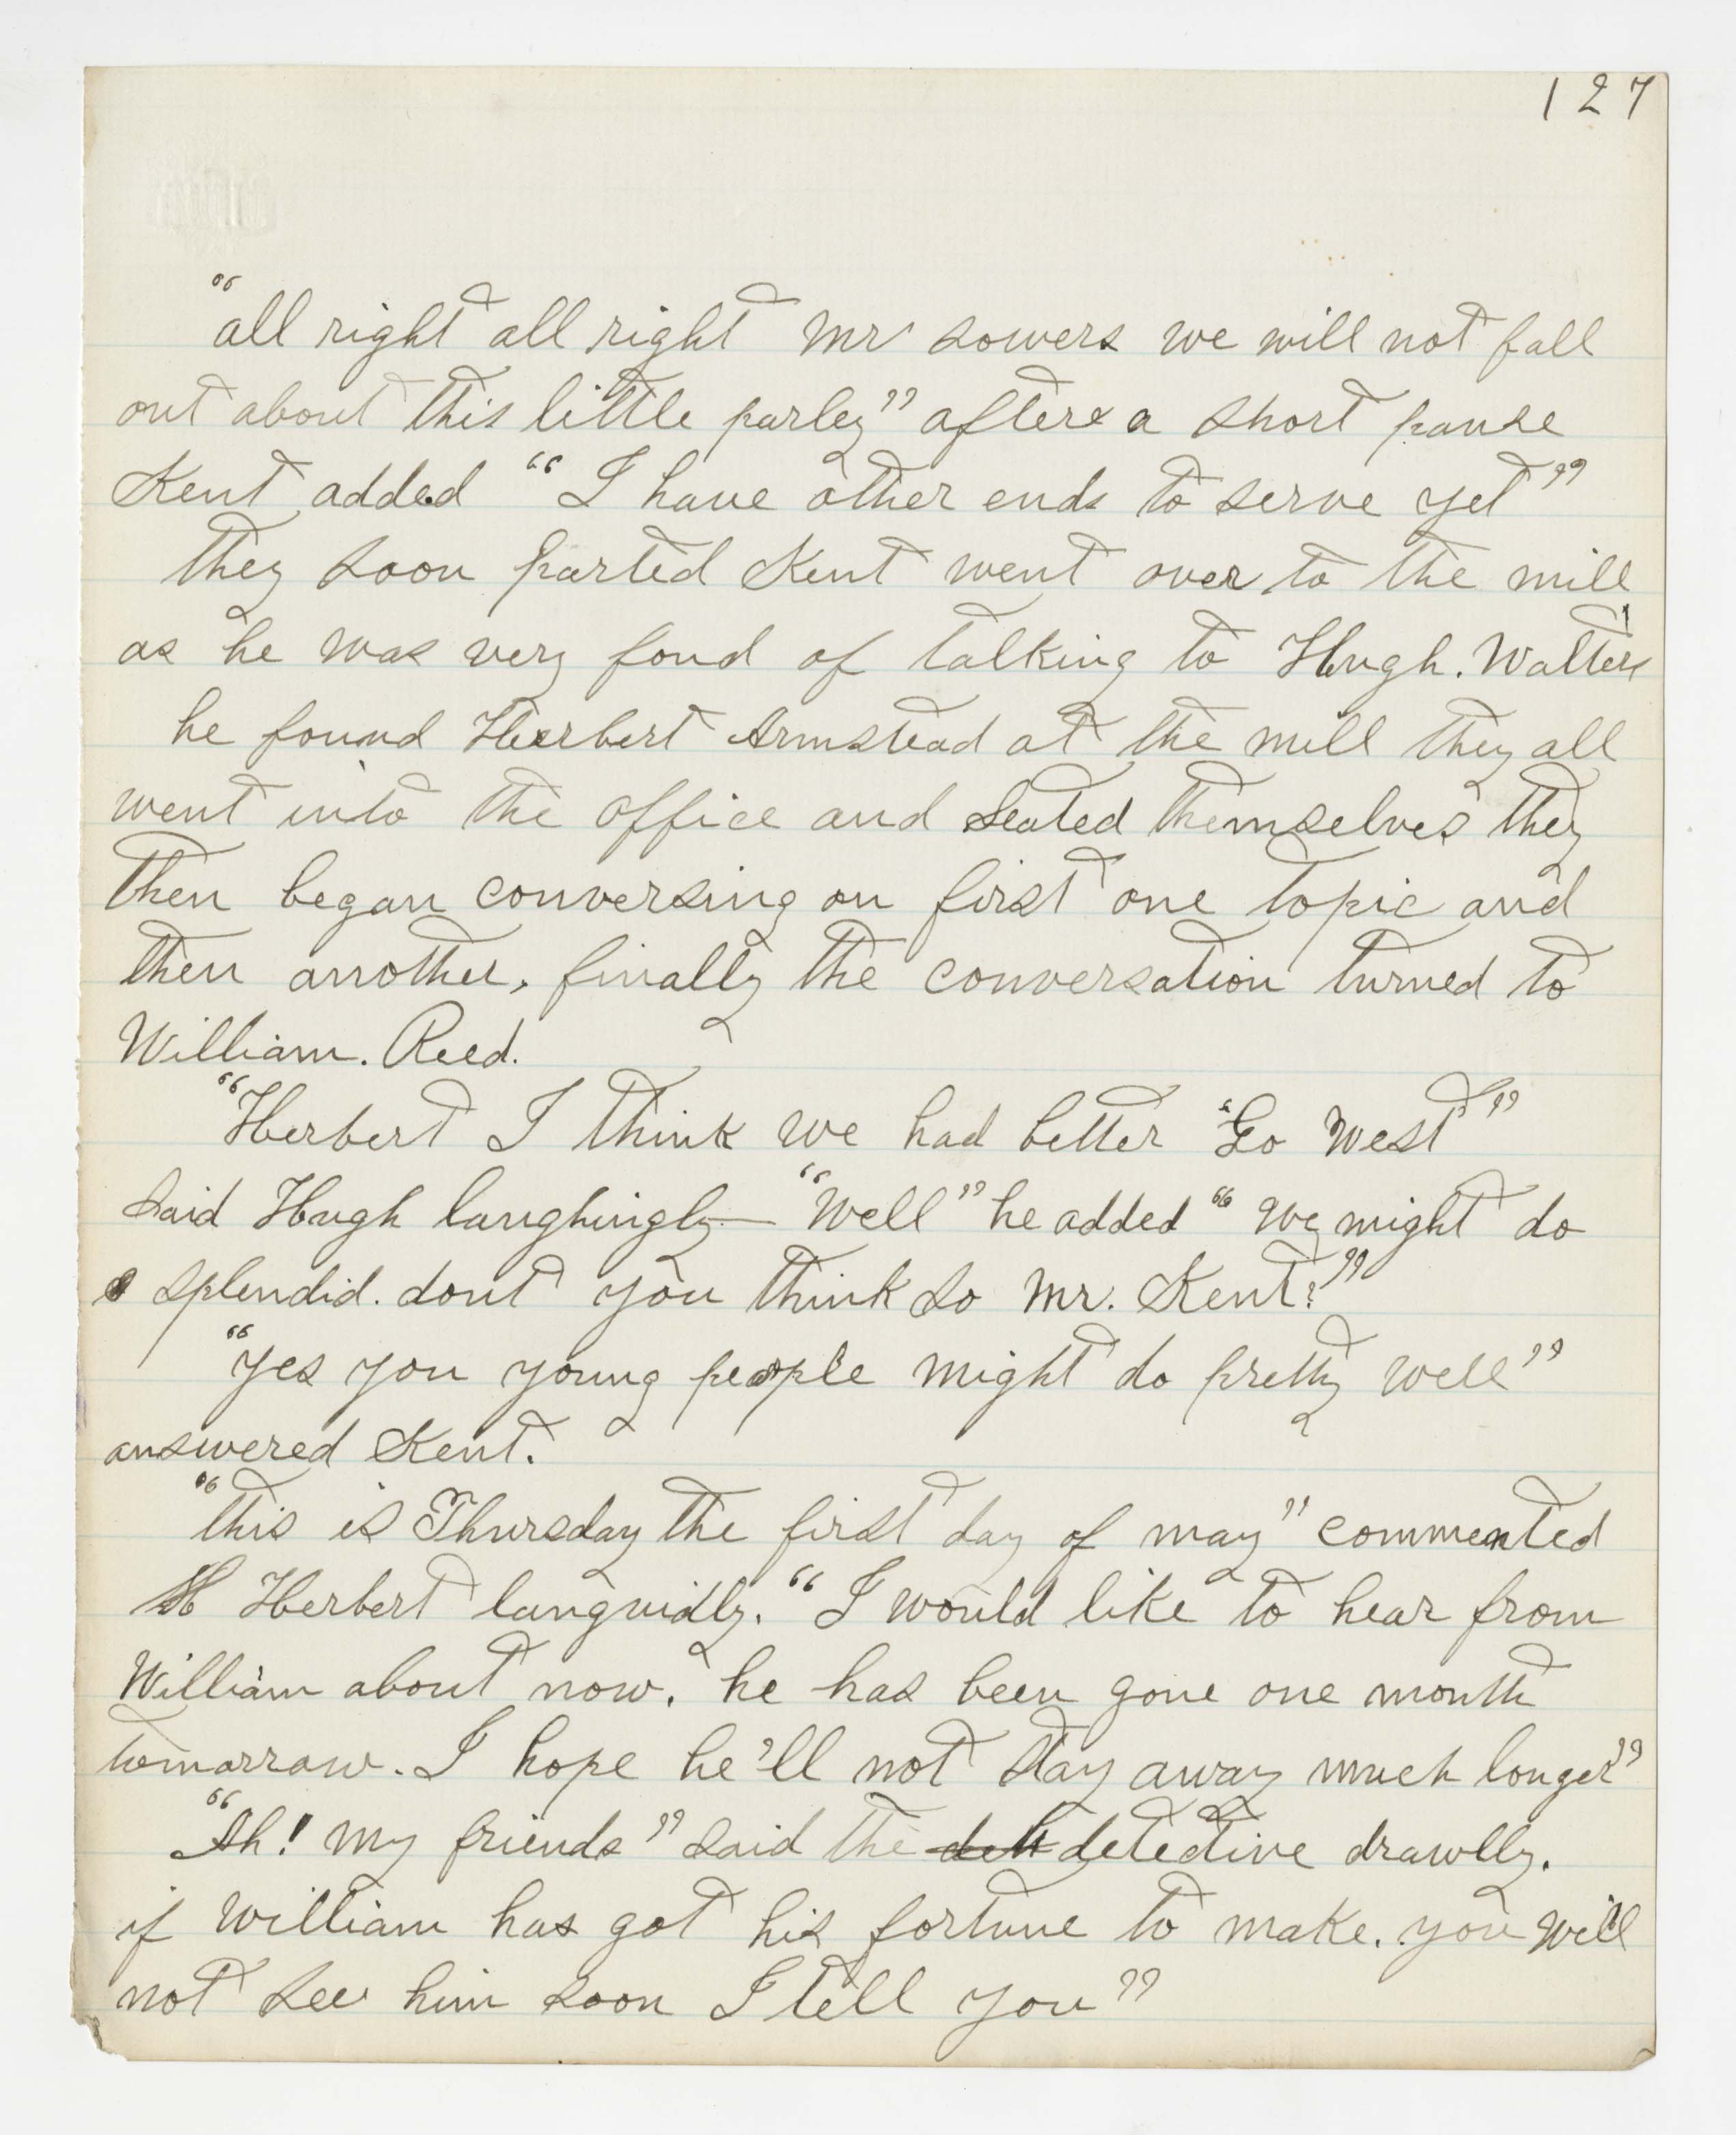 127
"all right all right Mr Sowers we will not fall
out about this little parley" after a short pause
Kent added "I have other ends to serve yet"
they soon parted Kent went over to the mill
as he was very fond of talking to Hugh. Walters
he found Herbert Armstead at the mill they all
went into the office and Seated themselves they
then began conversing on first one topic and
then another, finally the conversation turned to
William. Reed.
"Herbert I think we had better "Go West"
said Hugh laughingly— "Well" he added "we might do
splendid. dont you think so Mr. Kent?"
"yes you young people might do pretty well"
answered Kent.
"this is Thursday the first day of may" commented
H Herbert languidly. "I would like to hear from
William about now. he has been gone one month
tomorrow. I hope he'll not stay away much longer"
"Ah! my friends" said the detective drawlly.
if William has got his fortune to make. you will
not see him soon I tell you"